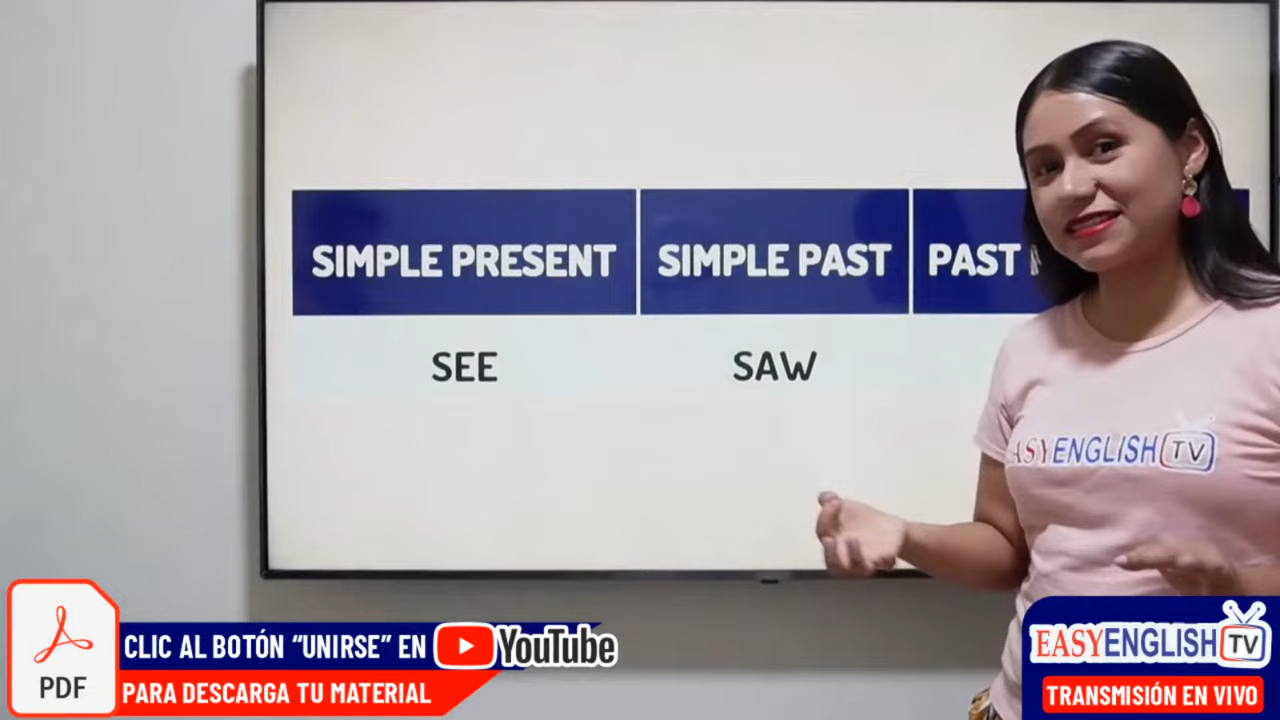 SIMPLE PRESENT
SIMPLE PAST
PAST
SEE
SAW
EASYENGLISH TV
CLIC AL BOTÓN “UNIRSE” EN YouTube
PARA DESCARGA TU MATERIAL
PDF
EASYENGLISH TV
TRANSMISIÓN EN VIVO